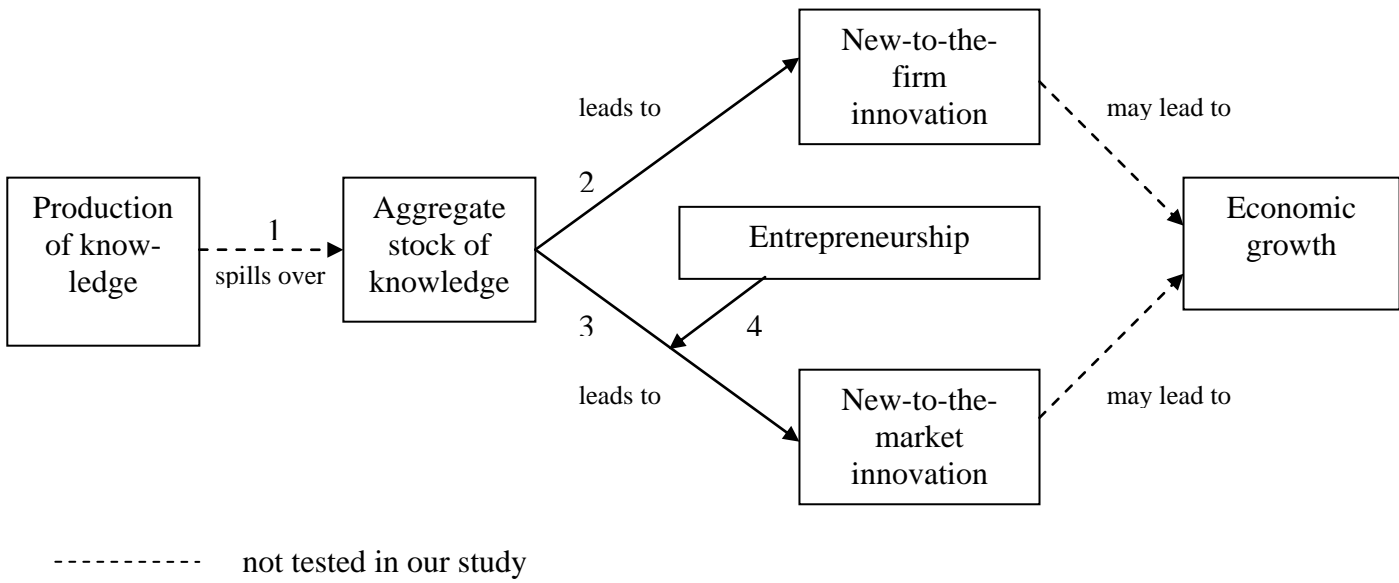 New-to-the-
firm
innovation
leads to
may lead to
2
Production
of know-
ledge
1
spills over
Aggregate
stock of
knowledge
Entrepreneurship
Economic
growth
3
4
leads to
New-to-the-
market
innovation
may lead to
not tested in our study